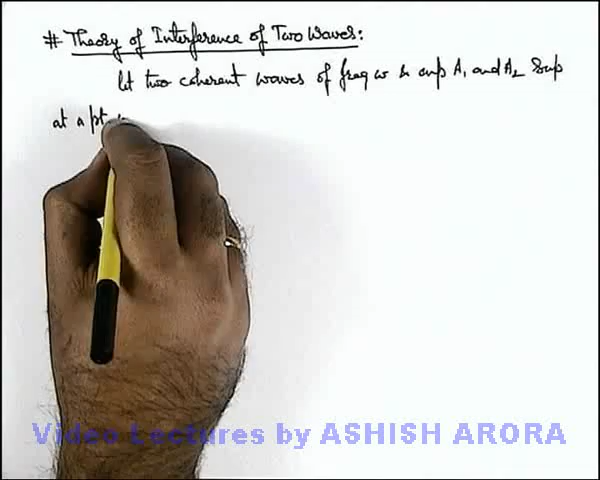 # Theory of Interference of Two Waves:
let two coherent waves of freq ω & amp A₁ and A₂ Sup
at a pt
Video Lectures by ASHISH ARORA